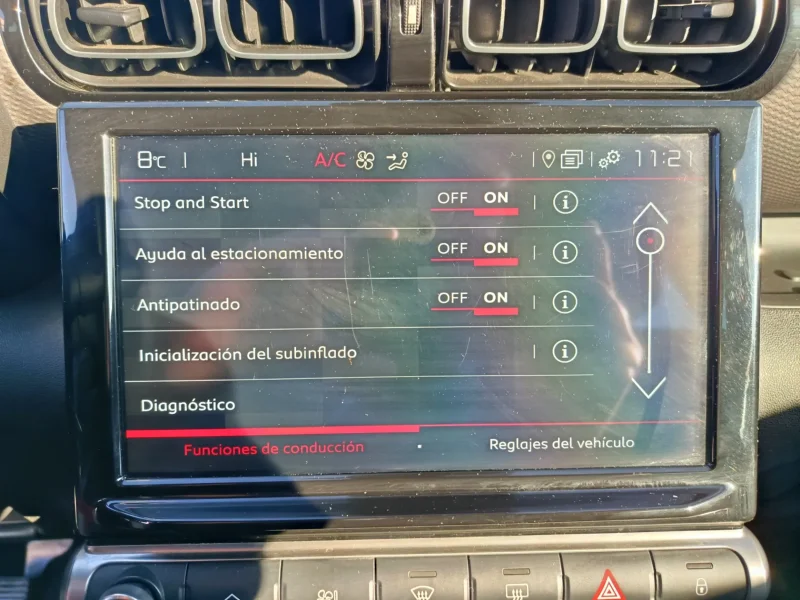 8°C Hi A/C 11:21
Stop and Start OFF ON i
Ayuda al estacionamiento OFF ON i
Antipatinado OFF ON i
Inicialización del subinflado i
Diagnóstico
Funciones de conducción Reglajes del vehículo